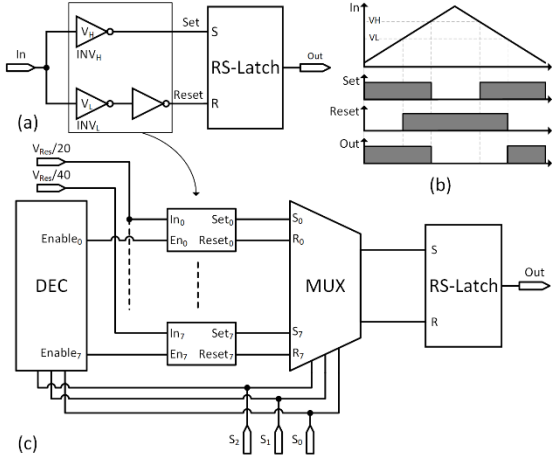 In
V_H
INV_H
V_L
INV_L
Set
Reset
S
R
RS-Latch
Out
(a)
In
VH
VL
Set
Reset
Out
(b)
V_Res/20
V_Res/40
DEC
Enable_0
Enable_7
In_0
En_0
Set_0
Reset_0
In_7
En_7
Set_7
Reset_7
S_0
R_0
MUX
S_7
R_7
S
R
RS-Latch
Out
S_2
S_1
S_0
(c)